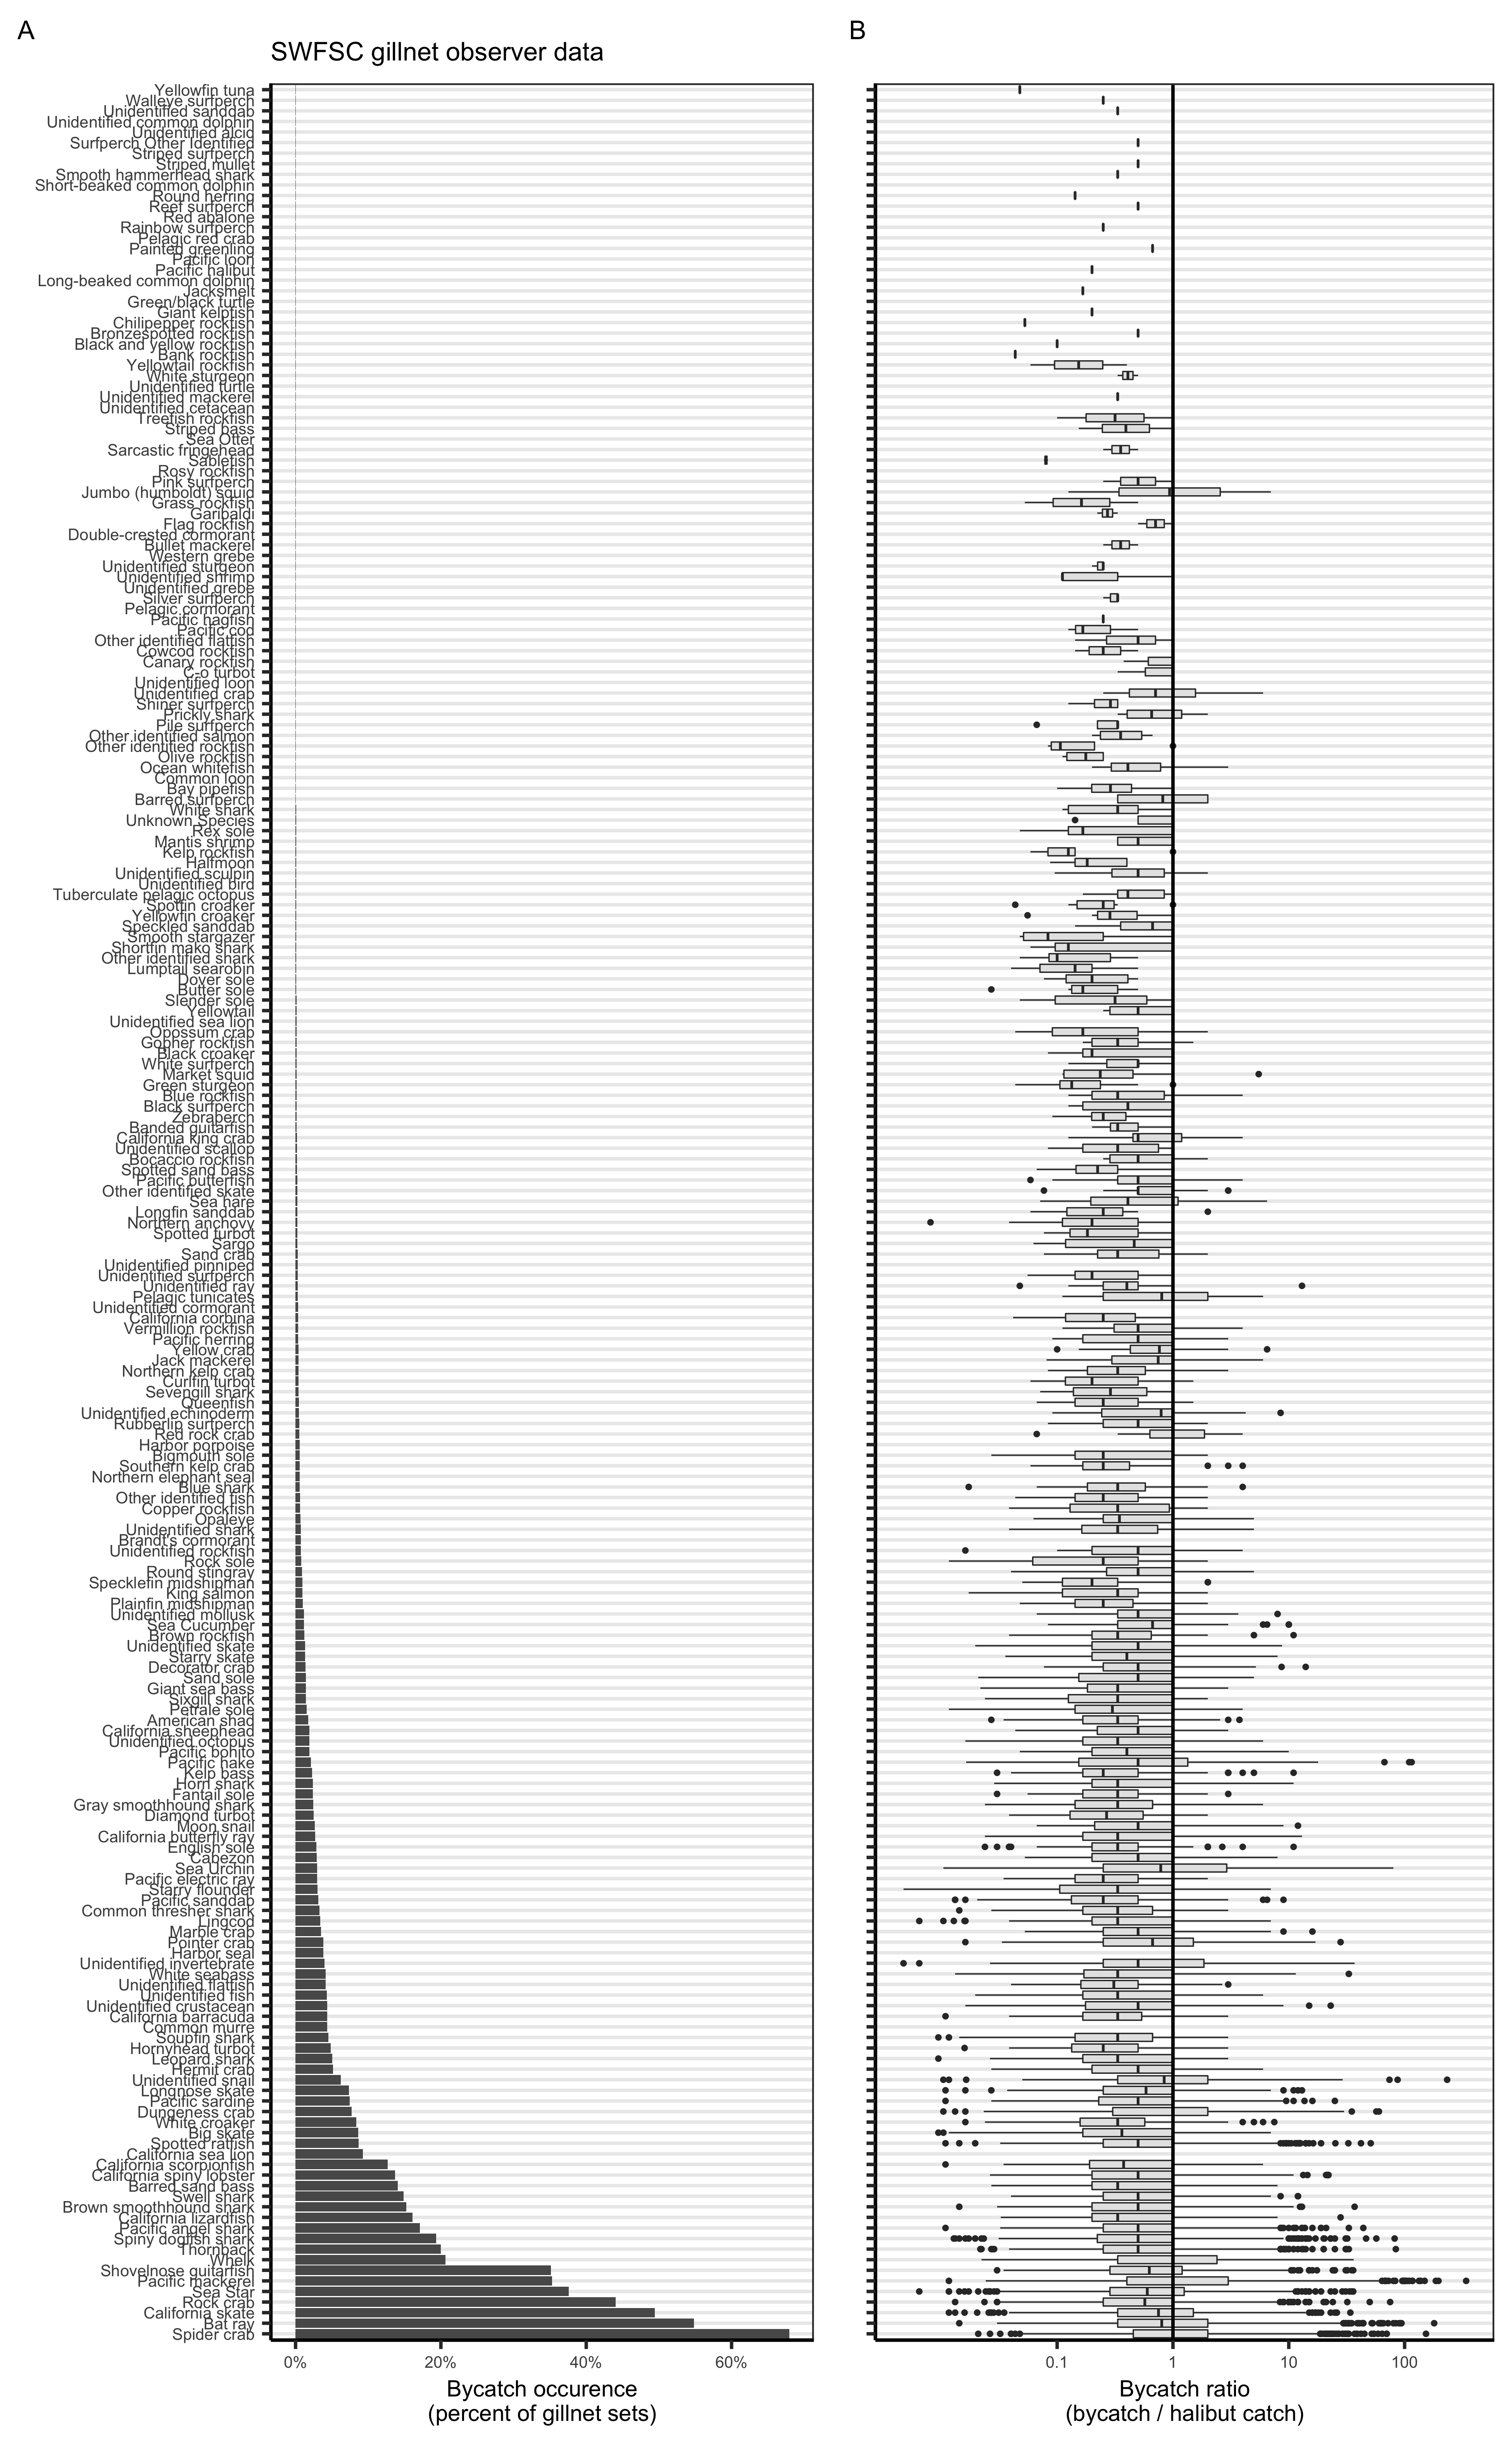 A
B
SWFSC gillnet observer data
Yellowfin tuna
Walleye surfperch
Unidentified sanddab
Unidentified common dolphin
Unidentified alcid
Surfperch Other Identified
Striped surfperch
Striped mullet
Smooth hammerhead shark
Short-beaked common dolphin
Round herring
Reef surfperch
Red abalone
Rainbow surfperch
Pelagic red crab
Painted greenling
Pacific loon
Pacific halibut
Long-beaked common dolphin
Jacksmelt
Green/black turtle
Giant kelpfish
Chilipepper rockfish
Bronzespotted rockfish
Black and yellow rockfish
Bank rockfish
Yellowtail rockfish
White sturgeon
Unidentified turtle
Unidentified mackerel
Unidentified cetacean
Treefish rockfish
Striped bass
Sea Otter
Sarcastic fringehead
Sablefish
Rosy rockfish
Pink surfperch
Jumbo (humboldt) squid
Grass rockfish
Garibaldi
Flag rockfish
Double-crested cormorant
Bullet mackerel
Western grebe
Unidentified sturgeon
Unidentified shrimp
Unidentified grebe
Silver surfperch
Pelagic cormorant
Pacific hagfish
Pacific cod
Other identified flatfish
Cowcod rockfish
Canary rockfish
C-o turbot
Unidentified loon
Unidentified crab
Shiner surfperch
Prickly shark
Pile surfperch
Other identified salmon
Other identified rockfish
Olive rockfish
Ocean whitefish
Common loon
Bay pipefish
Barred surfperch
White shark
Unknown Species
Rex sole
Mantis shrimp
Kelp rockfish
Halfmoon
Unidentified sculpin
Unidentified bird
Tuberculate pelagic octopus
Spotfin croaker
Yellowfin croaker
Speckled sanddab
Smooth stargazer
Shortfin mako shark
Other identified shark
Lumptail searobin
Dover sole
Butter sole
Slender sole
Yellowtail
Unidentified sea lion
Opossum crab
Gopher rockfish
Black croaker
White surfperch
Market squid
Green sturgeon
Blue rockfish
Black surfperch
Zebraperch
Banded guitarfish
California king crab
Unidentified scallop
Bocaccio rockfish
Spotted sand bass
Pacific butterfish
Other identified skate
Sea hare
Longfin sanddab
Northern anchovy
Spotted turbot
Sargo
Sand crab
Unidentified pinniped
Unidentified surfperch
Unidentified ray
Pelagic tunicates
Unidentified cormorant
California corbina
Vermillion rockfish
Pacific herring
Yellow crab
Jack mackerel
Northern kelp crab
Curlfin turbot
Sevengill shark
Queenfish
Unidentified echinoderm
Rubberlip surfperch
Red rock crab
Harbor porpoise
Bigmouth sole
Southern kelp crab
Northern elephant seal
Blue shark
Other identified fish
Copper rockfish
Opaleye
Unidentified shark
Brandt's cormorant
Unidentified rockfish
Rock sole
Round stingray
Specklefin midshipman
King salmon
Plainfin midshipman
Unidentified mollusk
Sea Cucumber
Brown rockfish
Unidentified skate
Starry skate
Decorator crab
Sand sole
Giant sea bass
Sixgill shark
Petrale sole
American shad
California sheephead
Unidentified octopus
Pacific bonito
Pacific hake
Kelp bass
Horn shark
Fantail sole
Gray smoothhound shark
Diamond turbot
Moon snail
California butterfly ray
English sole
Cabezon
Sea Urchin
Pacific electric ray
Starry flounder
Pacific sanddab
Common thresher shark
Lingcod
Marble crab
Pointer crab
Harbor seal
Unidentified invertebrate
White seabass
Unidentified flatfish
Unidentified fish
Unidentified crustacean
California barracuda
Common murre
Soupfin shark
Hornyhead turbot
Leopard shark
Hermit crab
Unidentified snail
Longnose skate
Pacific sardine
Dungeness crab
White croaker
Big skate
Spotted ratfish
California sea lion
California scorpionfish
California spiny lobster
Barred sand bass
Swell shark
Brown smoothhound shark
California lizardfish
Pacific angel shark
Spiny dogfish shark
Thornback
Whelk
Shovelnose guitarfish
Pacific mackerel
Sea Star
Rock crab
California skate
Bat ray
Spider crab
0% 20% 40% 60%
0.1 1 10 100
Bycatch occurence
(percent of gillnet sets)
Bycatch ratio
(bycatch / halibut catch)